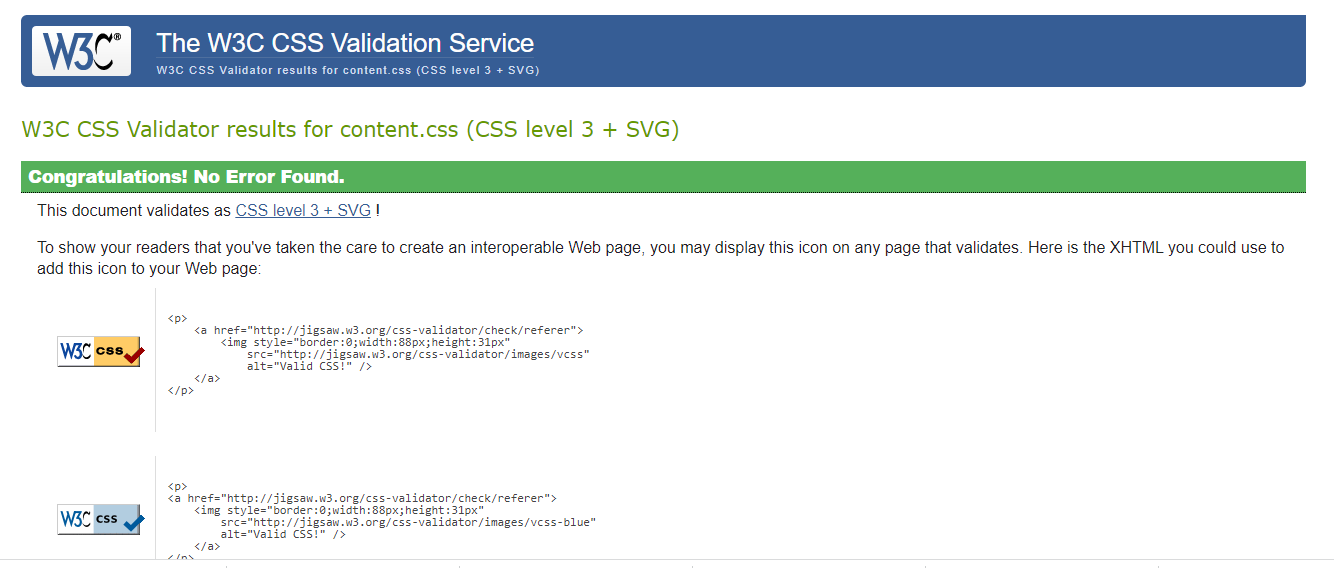 W3C®
The W3C CSS Validation Service
W3C CSS Validator results for content.css (CSS level 3 + SVG)
W3C CSS Validator results for content.css (CSS level 3 + SVG)
Congratulations! No Error Found.
This document validates as CSS level 3 + SVG !
To show your readers that you've taken the care to create an interoperable Web page, you may display this icon on any page that validates. Here is the XHTML you could use to
add this icon to your Web page:
W3C css
<p>
<a href="http://jigsaw.w3.org/css-validator/check/referer">
<img style="border:0;width:88px;height:31px"
src="http://jigsaw.w3.org/css-validator/images/vcss"
alt="Valid CSS!" />
</a>
</p>
W3C css
<p>
<a href="http://jigsaw.w3.org/css-validator/check/referer">
<img style="border:0;width:88px;height:31px"
src="http://jigsaw.w3.org/css-validator/images/vcss-blue"
alt="Valid CSS!" />
</a>
</p>